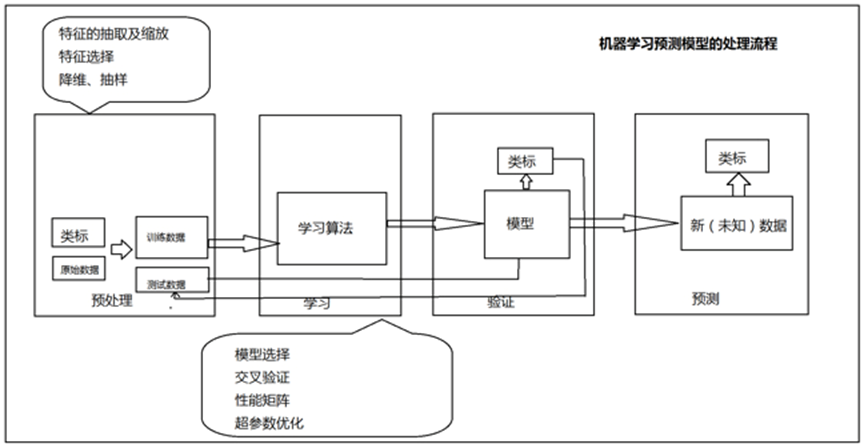 特征的抽取及缩放
特征选择
降维、抽样
机器学习预测模型的处理流程
类标
原始数据
训练数据
测试数据
预处理
学习算法
学习
类标
模型
验证
类标
新（未知）数据
预测
模型选择
交叉验证
性能矩阵
超参数优化